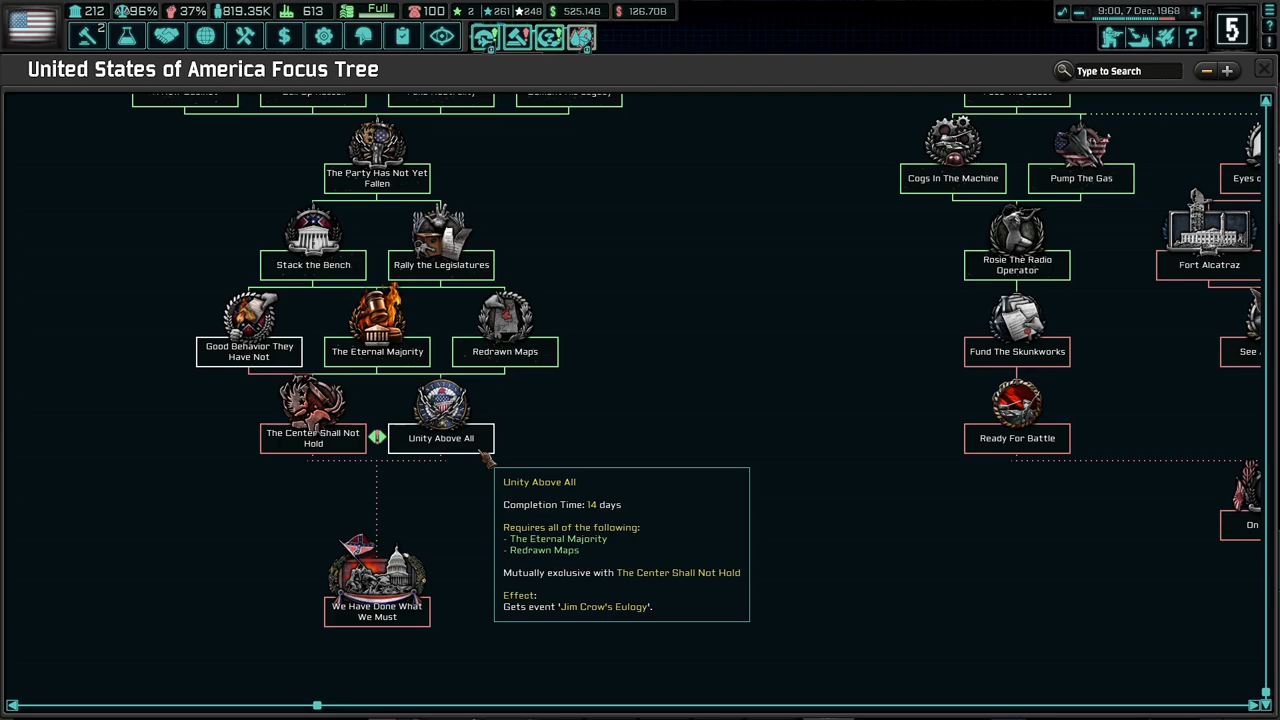 212 96% 37% 819.35K 613 Full 100 2 261 248 $ 525.14B $ 126.70B
9:00, 7 Dec, 1968
5
2
United States of America Focus Tree
Type to Search
The Party Has Not Yet
Fallen
Cogs In The Machine
Pump The Gas
Eyes
Stack the Bench
Rally the Legislatures
Rosie The Radio
Operator
Fort Alcatraz
Good Behavior They
Have Not
The Eternal Majority
Redrawn Maps
Fund The Skunkworks
See
The Center Shall Not
Hold
Unity Above All
Ready For Battle
Unity Above All
Completion Time: 14 days
Requires all of the following:
- The Eternal Majority
- Redrawn Maps
Mutually exclusive with The Center Shall Not Hold
Effect:
Gets event 'Jim Crow's Eulogy'.
On
We Have Done What
We Must